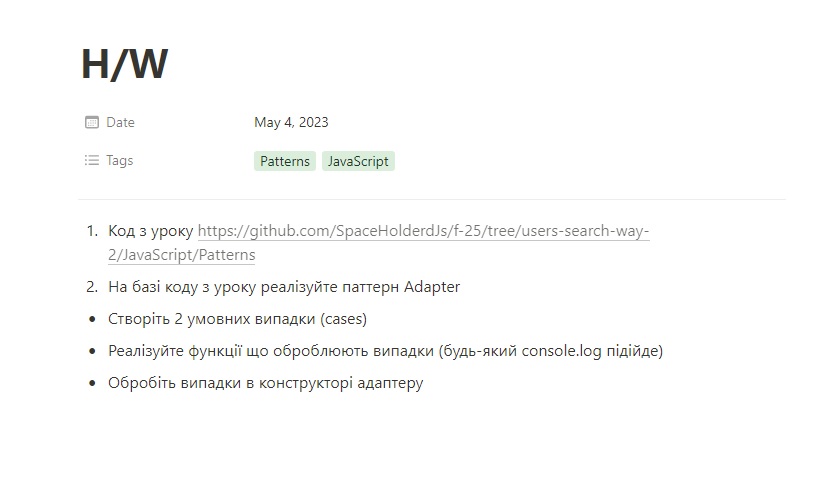 H/W
Date May 4, 2023
Tags Patterns JavaScript
1. Код з уроку https://github.com/SpaceHolderdJs/f-25/tree/users-search-way-
2/JavaScript/Patterns
2. На базі коду з уроку реалізуйте паттерн Adapter
• Створіть 2 умовних випадки (cases)
• Реалізуйте функції що оброблюють випадки (будь-який console.log підійде)
• Обробіть випадки в конструкторі адаптеру